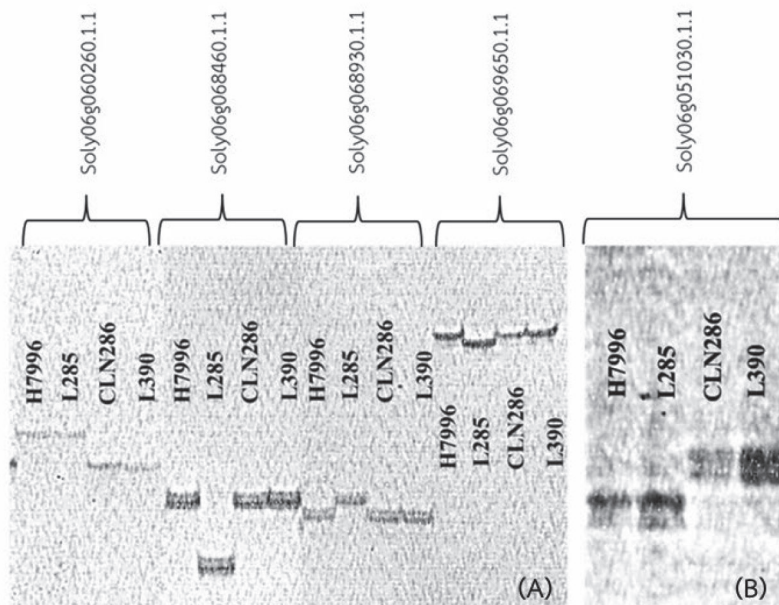 Soly06g060260.1.1
Soly06g068460.1.1
Soly06g068930.1.1
Soly06g069650.1.1
Soly06g051030.1.1
H7996
L285
CLN286
L390
H7996
L285
CLN286
L390
H7996
L285
CLN286
L390
H7996
L285
CLN286
L390
H7996
L285
CLN286
L390
(A)
(B)